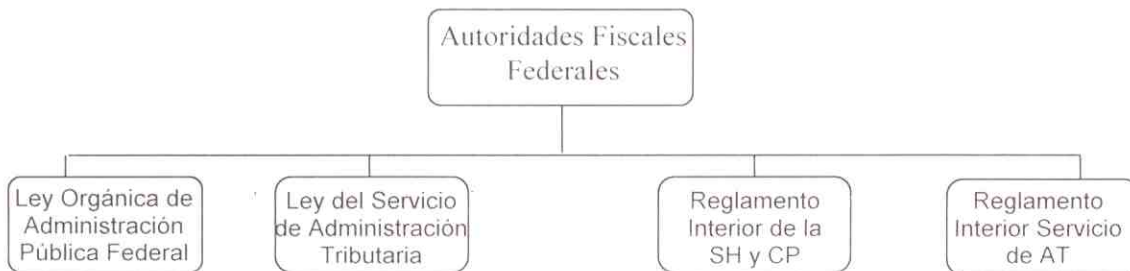 Autoridades Fiscales
Federales
Ley Orgánica de
Administración
Pública Federal
Ley del Servicio
de Administración
Tributaria
Reglamento
Interior de la
SH y CP
Reglamento
Interior Servicio
de AT